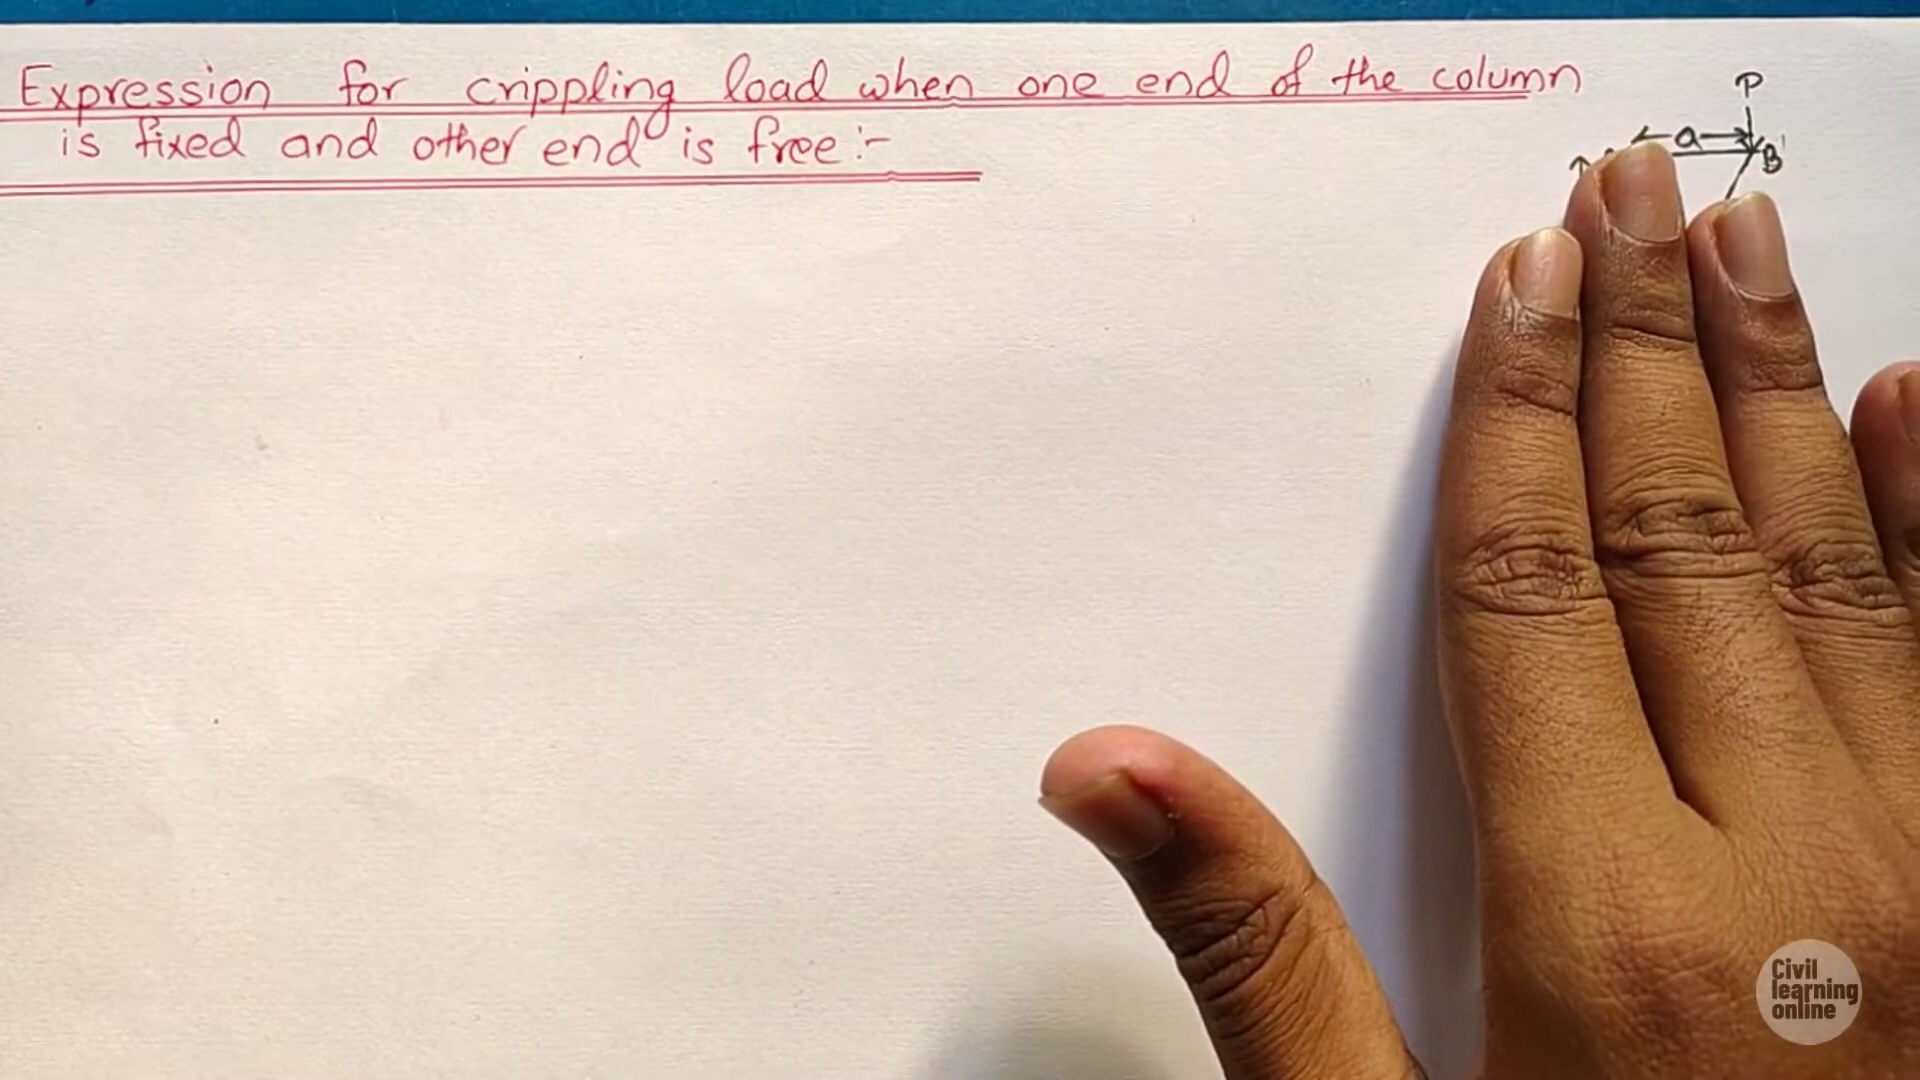 Expression for crippling load when one end of the column
is fixed and other end is free :-
P
a
B'
Civil
learning
online